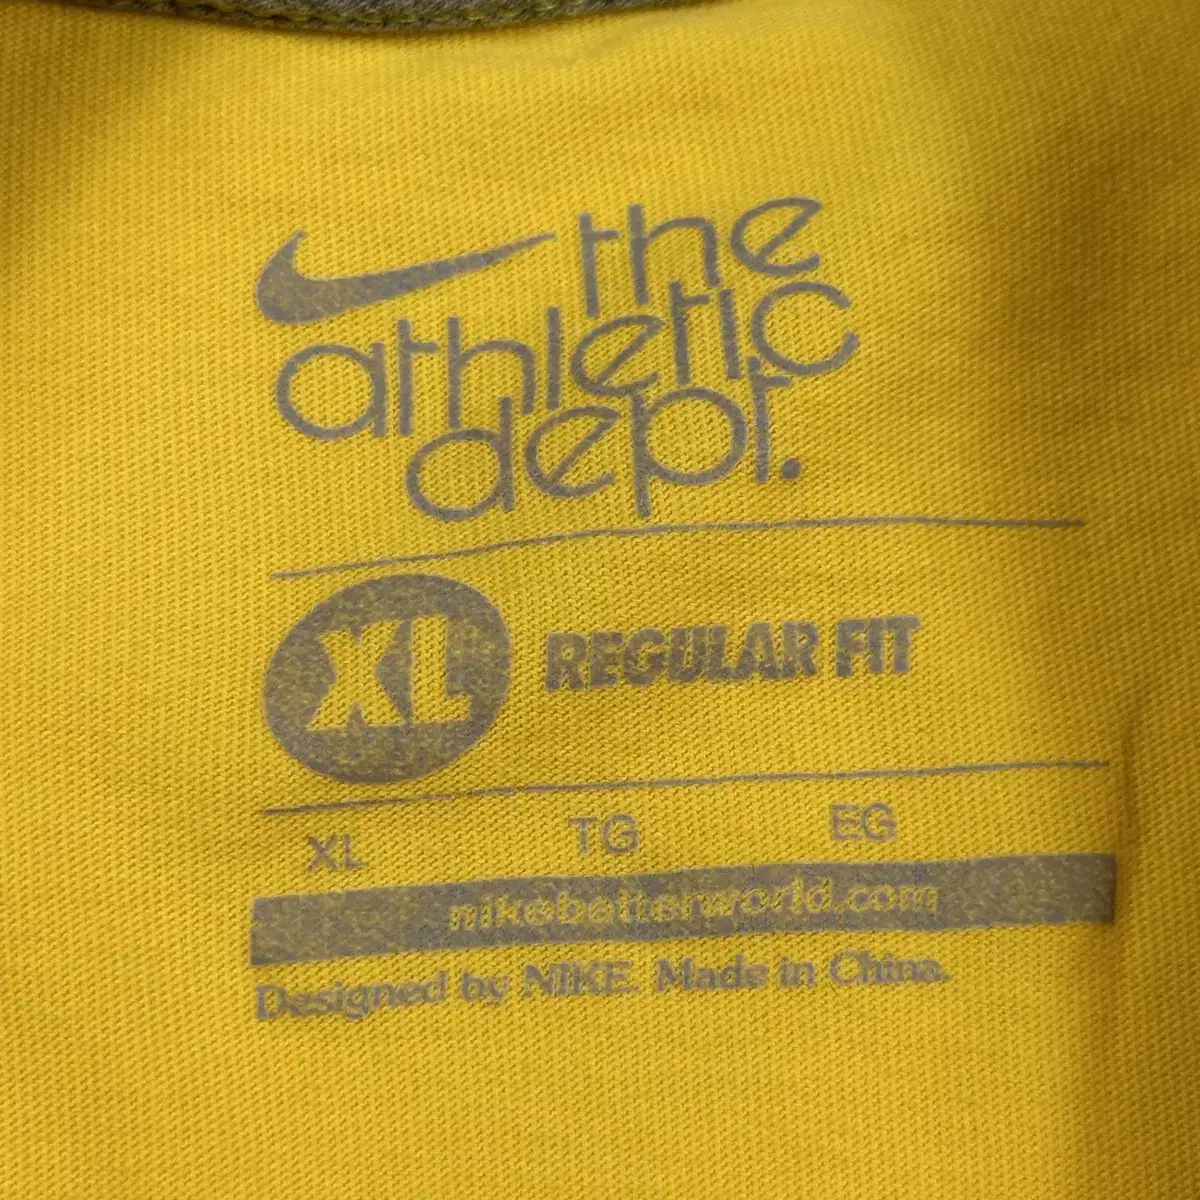 the
athletic
dept.
XL REGULAR FIT
XL TG EG
nikebetterworld.com
Designed by NIKE. Made in China.